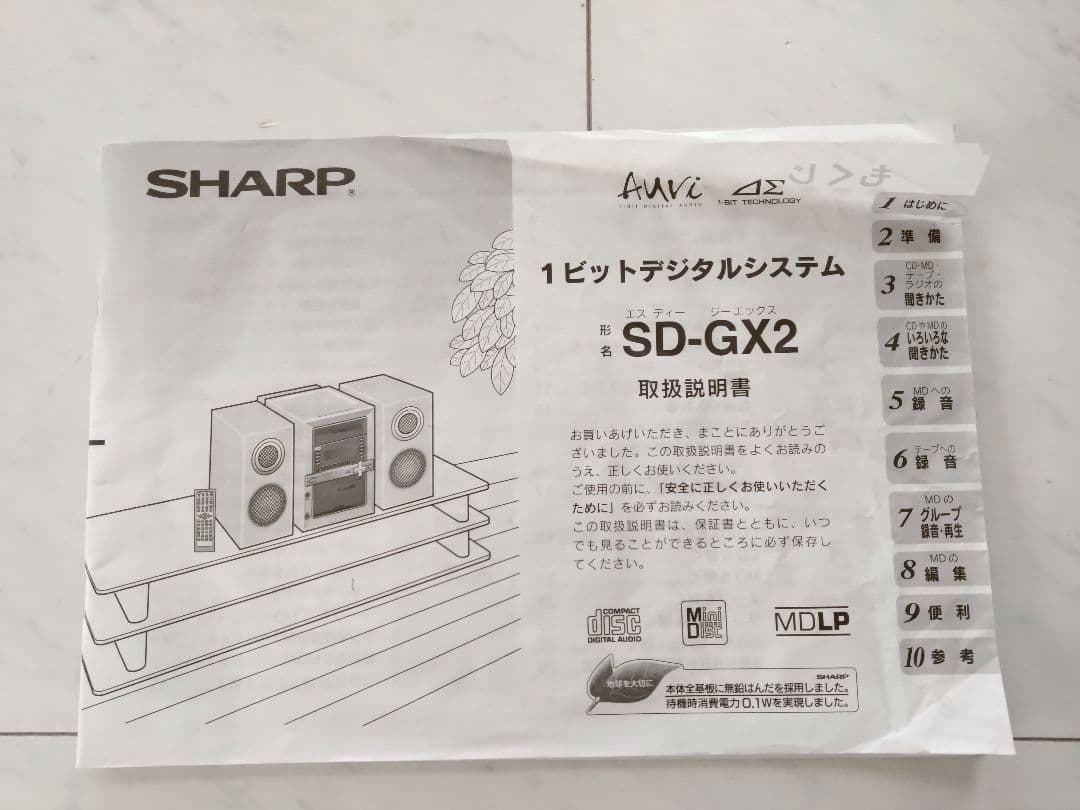 SHARP®
Auvi
1-BIT DIGITAL AUDIO
ΔΣ
1-BIT TECHNOLOGY
1ビットデジタルシステム
形名
エス ディー ジーエックス
SD-GX2
取扱説明書
お買いあげいただき、まことにありがとうご
ざいました。この取扱説明書をよくお読みの
うえ、正しくお使いください。
ご使用の前に、「安全に正しくお使いいただく
ために」を必ずお読みください。
この取扱説明書は、保証書とともに、いつ
でも見ることができるところに必ず保存し
てください。
COMPACT
disc
DIGITAL AUDIO
Mini
Disc
MDLP
地球を大切に
SHARP
本体全基板に無鉛はんだを採用しました。
待機時消費電力0.1Wを実現しました。
もくじ
1 はじめに
2 準備
3 CD・MD・
テープ・
ラジオの
聞きかた
4 CDやMDの
いろいろな
聞きかた
5 MDへの
録音
6 テープへの
録音
7 MDの
グループ
録音・再生
8 MDの
編集
9 便利
10 参考